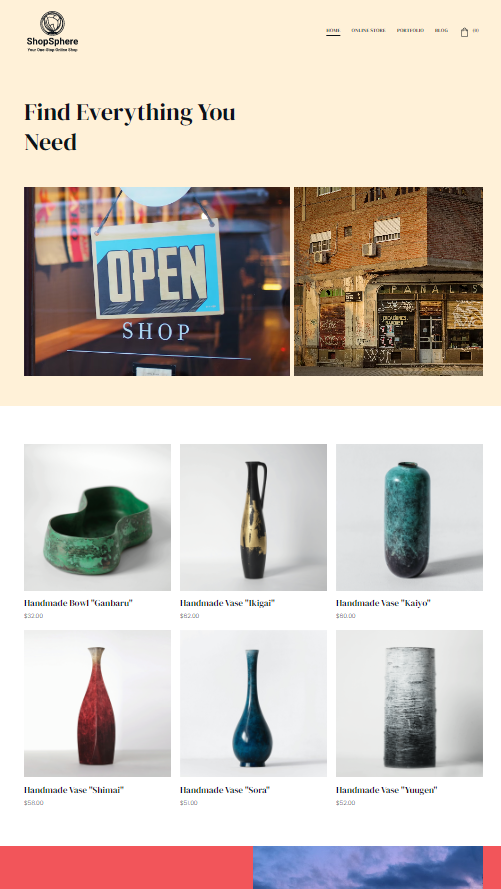 ShopSphere
Your One-Stop Online Shop
HOME ONLINE STORE PORTFOLIO BLOG (0)
Find Everything You
Need
OPEN
SHOP
PANALES
Handmade Bowl "Ganbaru"
$32.00
Handmade Vase "Ikigai"
$62.00
Handmade Vase "Kaiyo"
$60.00
Handmade Vase "Shimai"
$58.00
Handmade Vase "Sora"
$51.00
Handmade Vase "Yuugen"
$52.00